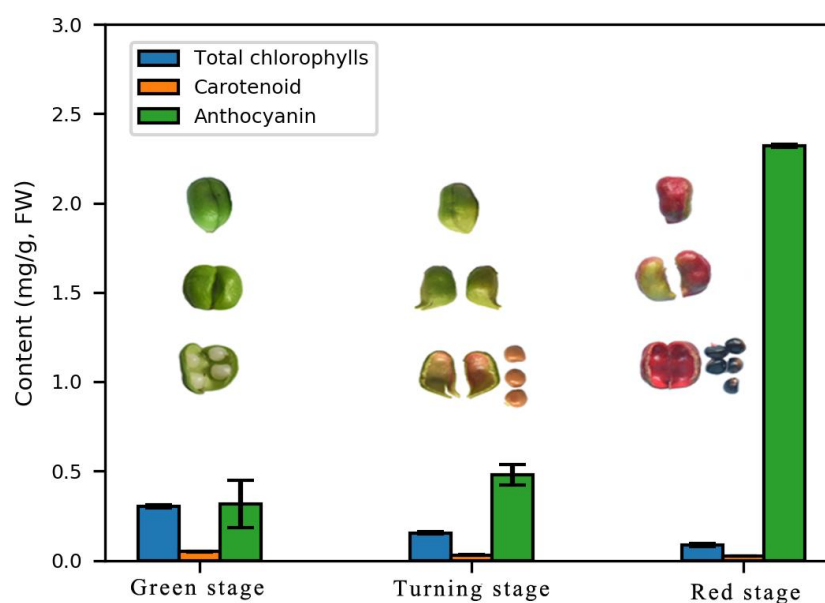 3.0
Total chlorophylls
Carotenoid
Anthocyanin
2.5
2.0
1.5
1.0
0.5
0.0
Content (mg/g, FW)
Green stage
Turning stage
Red stage